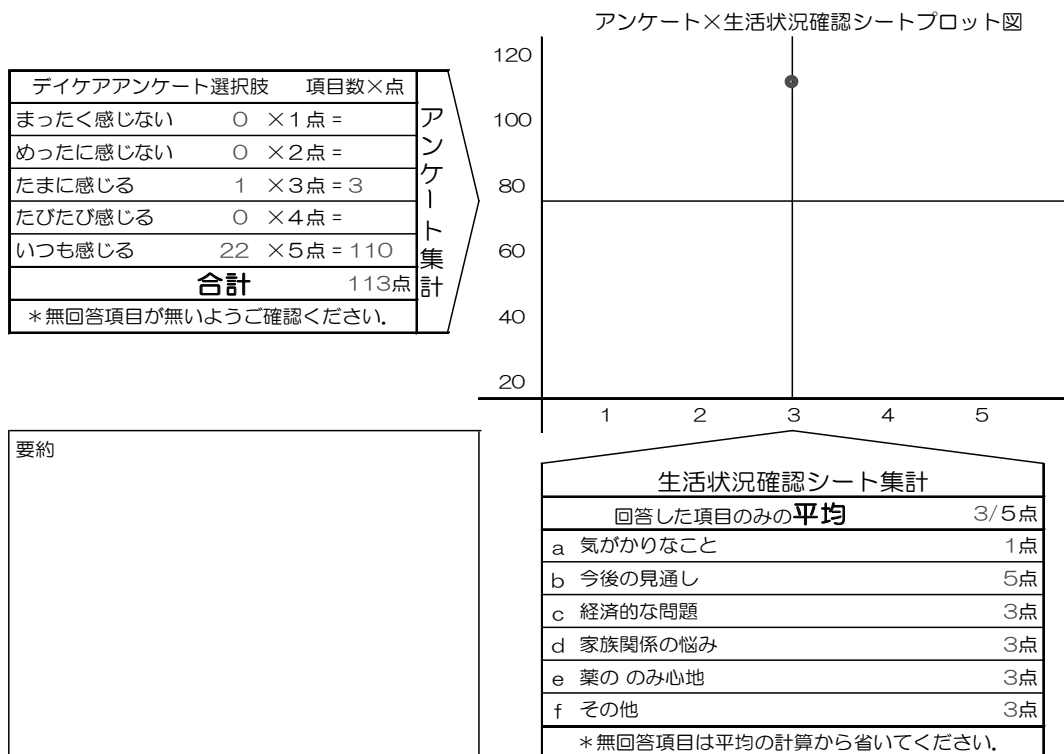 アンケート×生活状況確認シートプロット図
デイケアアンケート選択肢 項目数×点
まったく感じない 0 ×1点=
めったに感じない 0 ×2点=
たまに感じる 1 ×3点=3
たびたび感じる 0 ×4点=
いつも感じる 22 ×5点=110
合計 113点
*無回答項目が無いようご確認ください.
アンケート集計
120
100
80
60
40
20
1 2 3 4 5
要約
生活状況確認シート集計
回答した項目のみの平均 3/5点
a 気がかりなこと 1点
b 今後の見通し 5点
c 経済的な問題 3点
d 家族関係の悩み 3点
e 薬の のみ心地 3点
f その他 3点
*無回答項目は平均の計算から省いてください.